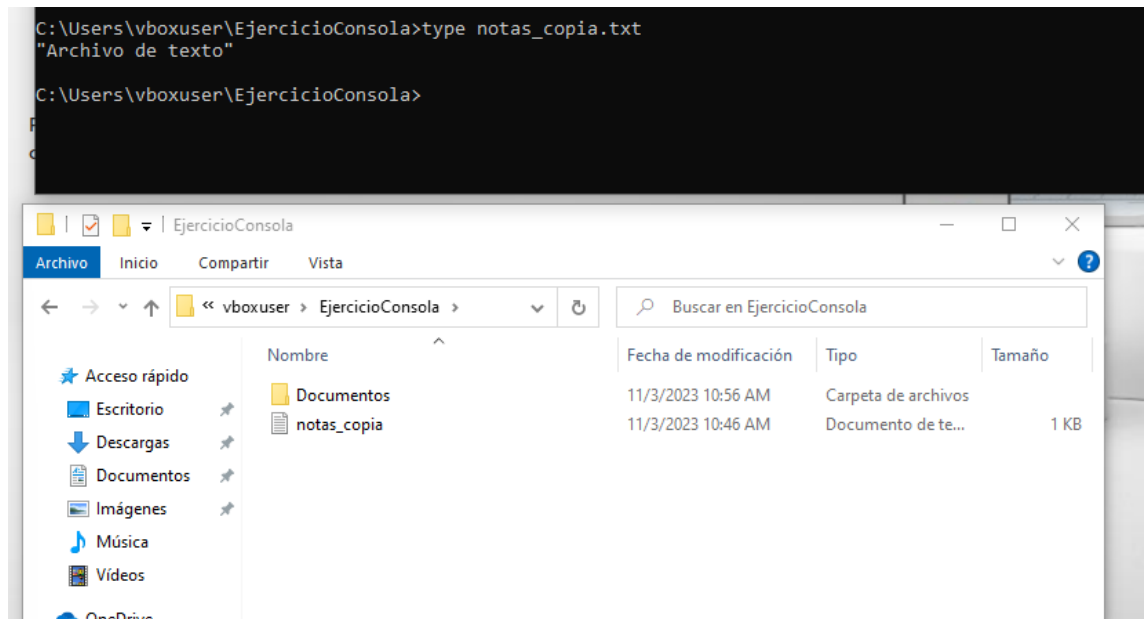 C:\Users\vboxuser\EjercicioConsola>type notas_copia.txt
"Archivo de texto"
C:\Users\vboxuser\EjercicioConsola>
EjercicioConsola
Archivo Inicio Compartir Vista
« vboxuser > EjercicioConsola >
Buscar en EjercicioConsola
Nombre Fecha de modificación Tipo Tamaño
Acceso rápido
Escritorio
Descargas
Documentos
Imágenes
Música
Vídeos
Documentos 11/3/2023 10:56 AM Carpeta de archivos
notas_copia 11/3/2023 10:46 AM Documento de te... 1 KB